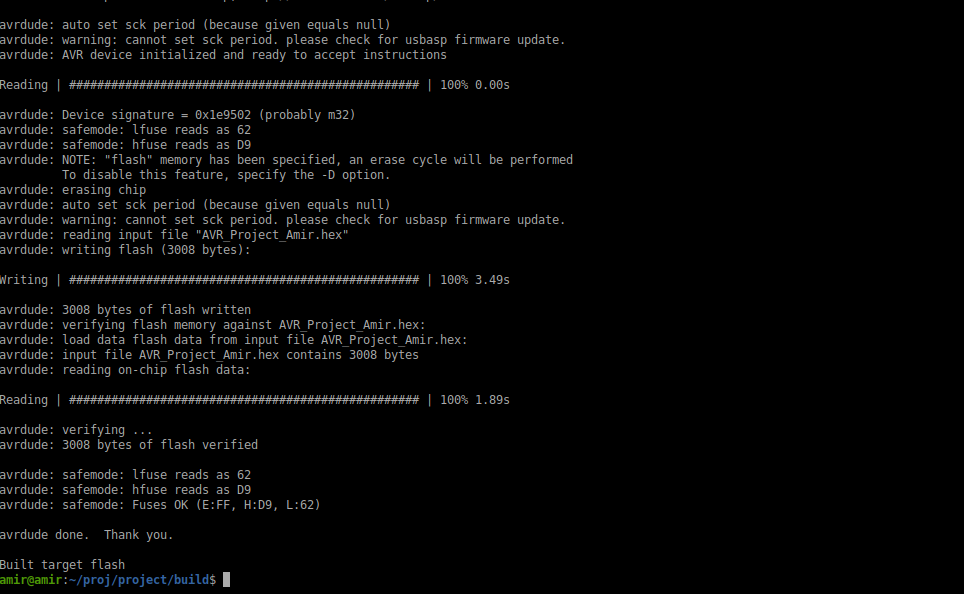 avrdude: auto set sck period (because given equals null)
avrdude: warning: cannot set sck period. please check for usbasp firmware update.
avrdude: AVR device initialized and ready to accept instructions
Reading | ################################################## | 100% 0.00s
avrdude: Device signature = 0x1e9502 (probably m32)
avrdude: safemode: lfuse reads as 62
avrdude: safemode: hfuse reads as D9
avrdude: NOTE: "flash" memory has been specified, an erase cycle will be performed
         To disable this feature, specify the -D option.
avrdude: erasing chip
avrdude: auto set sck period (because given equals null)
avrdude: warning: cannot set sck period. please check for usbasp firmware update.
avrdude: reading input file "AVR_Project_Amir.hex"
avrdude: writing flash (3008 bytes):
Writing | ################################################## | 100% 3.49s
avrdude: 3008 bytes of flash written
avrdude: verifying flash memory against AVR_Project_Amir.hex:
avrdude: load data flash data from input file AVR_Project_Amir.hex:
avrdude: input file AVR_Project_Amir.hex contains 3008 bytes
avrdude: reading on-chip flash data:
Reading | ################################################## | 100% 1.89s
avrdude: verifying ...
avrdude: 3008 bytes of flash verified
avrdude: safemode: lfuse reads as 62
avrdude: safemode: hfuse reads as D9
avrdude: safemode: Fuses OK (E:FF, H:D9, L:62)
avrdude done.  Thank you.
Built target flash
amir@amir:~/proj/project/build$